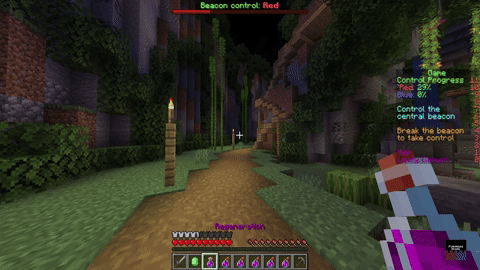 Beacon control: Red
Game
Control Progress
Red 29%
Blue 0%
Control the
central beacon
Break the beacon
to take control
Regeneration